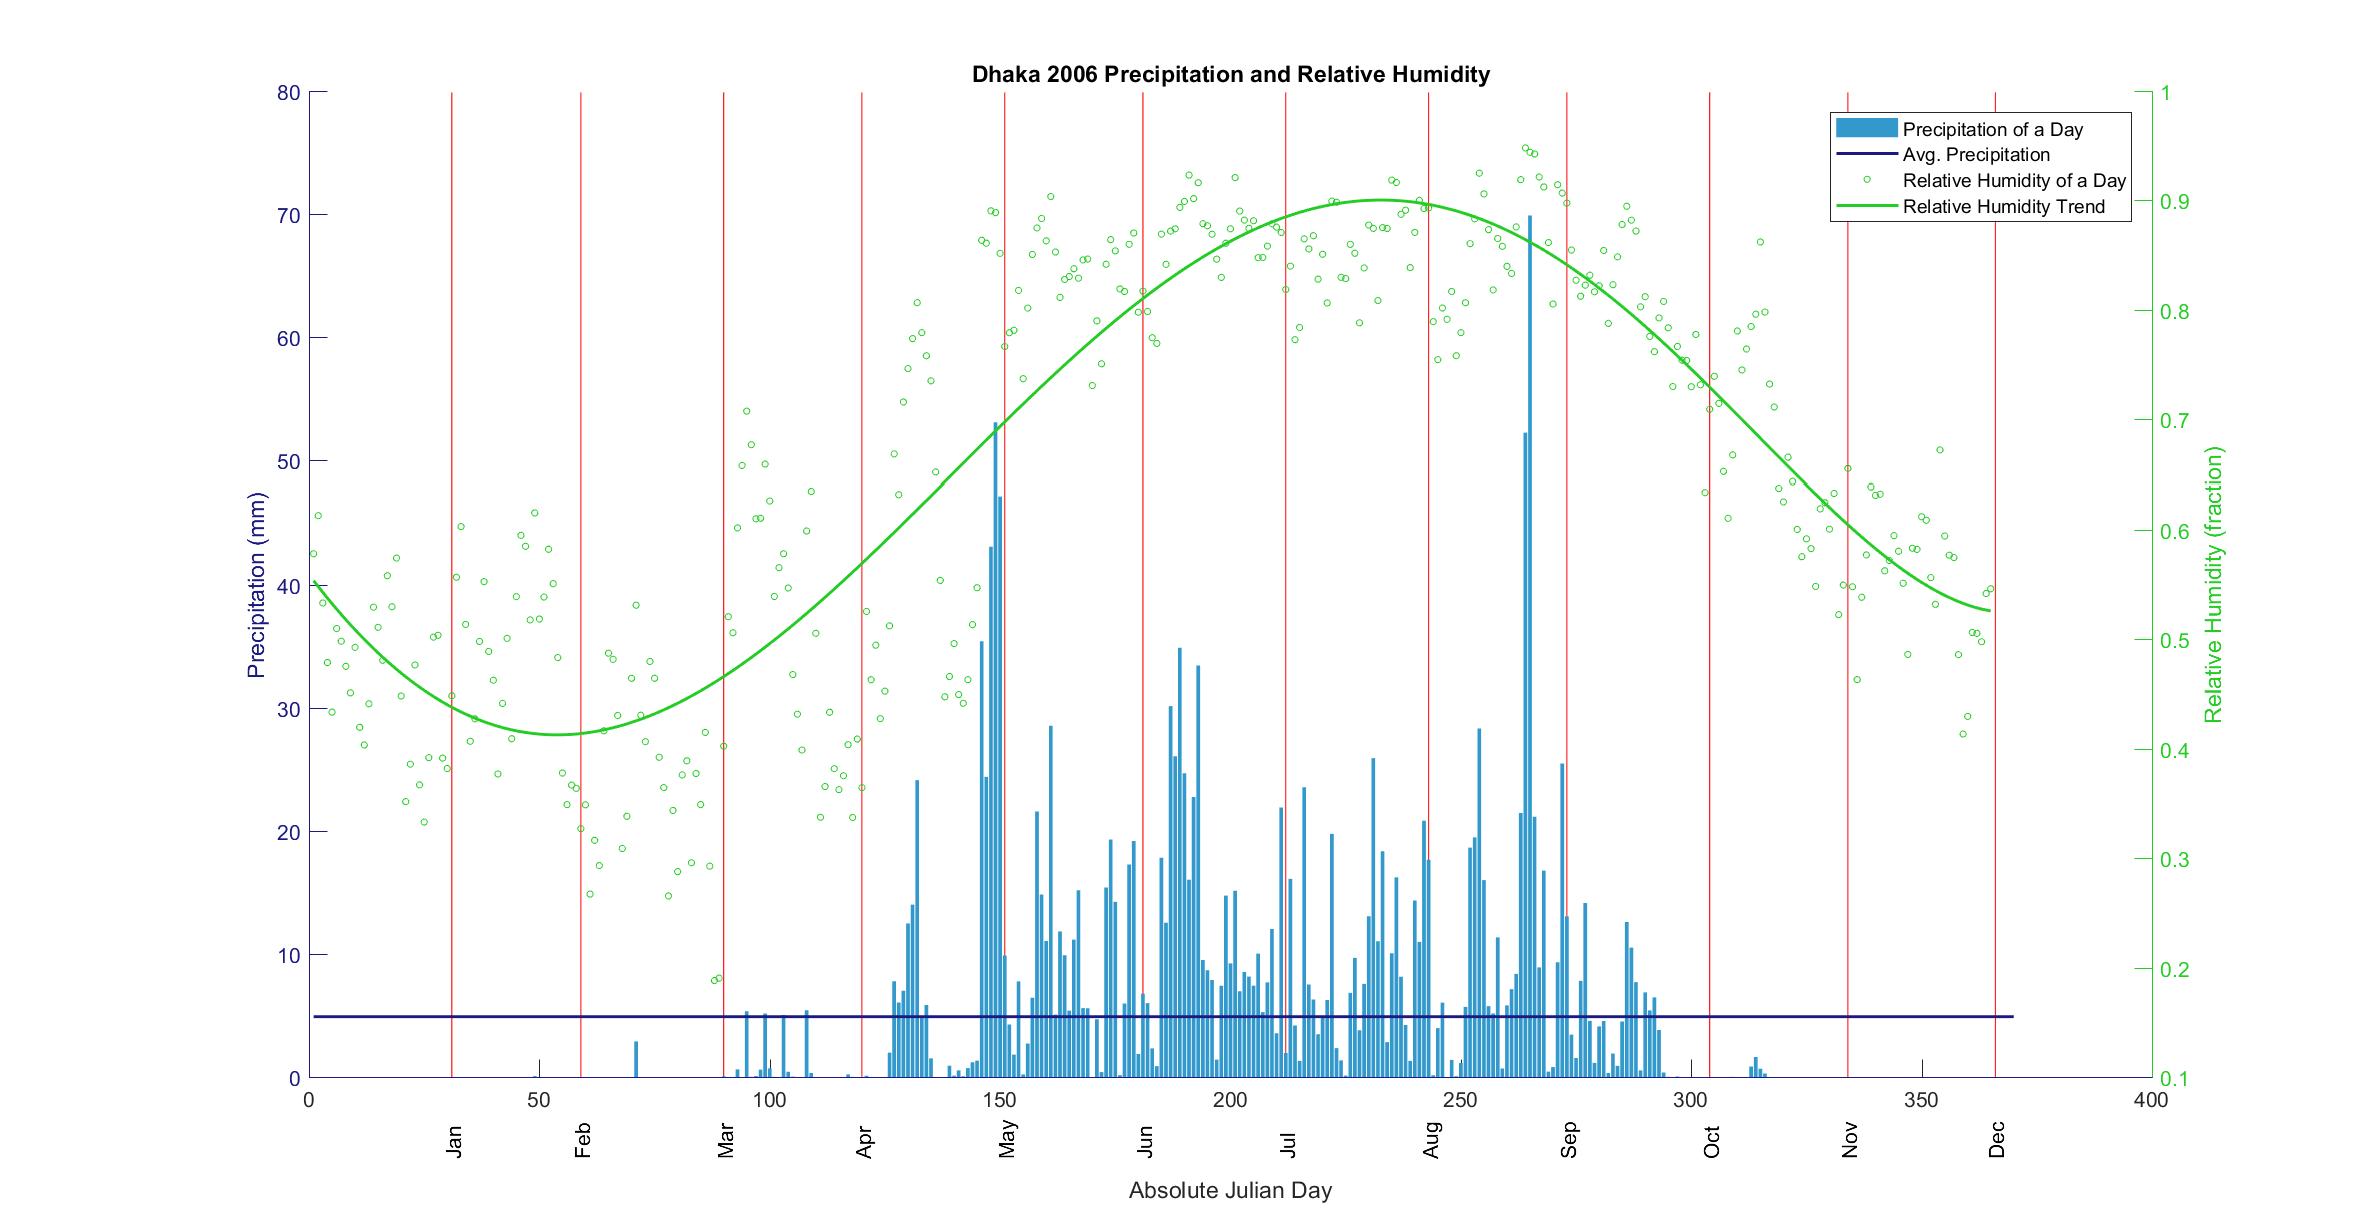 Dhaka 2006 Precipitation and Relative Humidity
Precipitation of a Day
Avg. Precipitation
Relative Humidity of a Day
Relative Humidity Trend
Precipitation (mm)
80
70
60
50
40
30
20
10
0
Relative Humidity (fraction)
1
0.9
0.8
0.7
0.6
0.5
0.4
0.3
0.2
0.1
0 50 100 150 200 250 300 350 400
Jan Feb Mar Apr May Jun Jul Aug Sep Oct Nov Dec
Absolute Julian Day